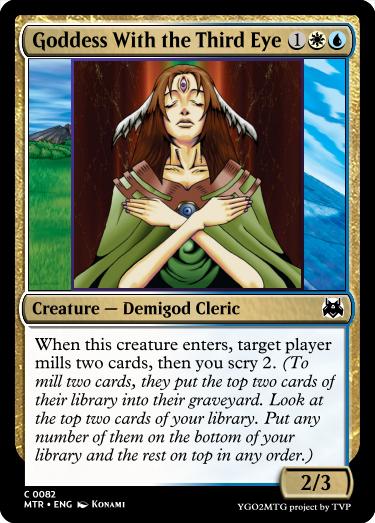 Goddess With the Third Eye 1
Creature — Demigod Cleric
When this creature enters, target player
mills two cards, then you scry 2. (To
mill two cards, they put the top two cards of
their library into their graveyard. Look at
the top two cards of your library. Put any
number of them on the bottom of your
library and the rest on top in any order.)
2/3
C 0082
MTR • ENG KONAMI
YGO2MTG project by TVP